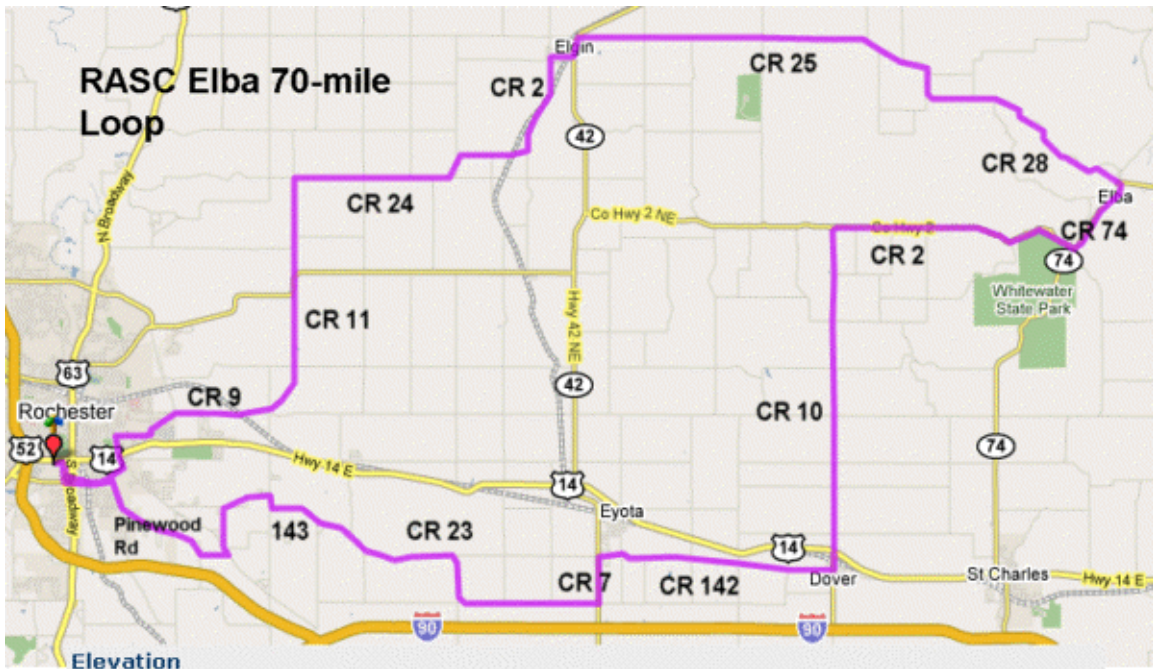 Elgin
RASC Elba 70-mile
Loop
CR 2
CR 25
42
N Broadway
CR 28
CR 24
Elba
Co Hwy 2 NE
Co Hwy 2
CR 74
CR 2
74
Whitewater
State Park
CR 11
Hwy 42 NE
63
42
CR 9
CR 10
Rochester
52
14
74
Hwy 14 E
14
S Broadway
Eyota
Pinewood
Rd
143
CR 23
14
CR 7
CR 142
Dover
St Charles
Hwy 14 E
90
90
Elevation